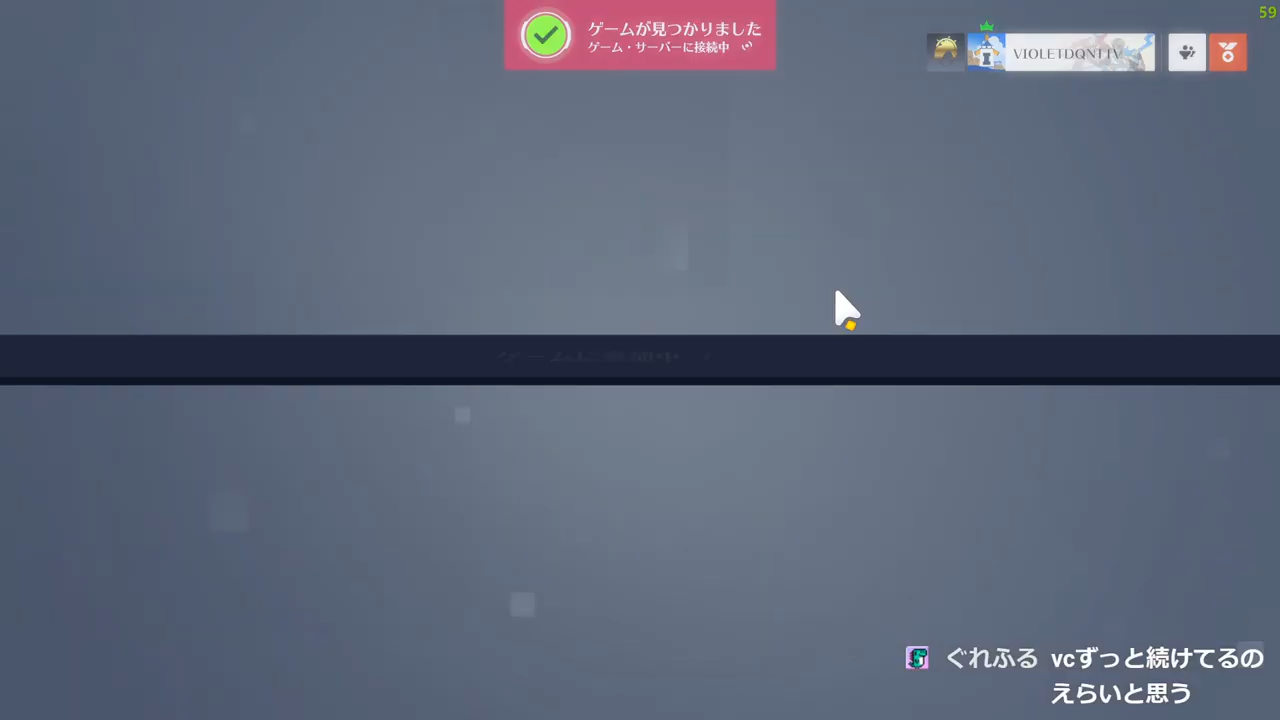 59
ゲームが見つかりました
ゲーム・サーバーに接続中
VIOLETDQNTTV
ぐれふる vcずっと続けてるの
えらいと思う